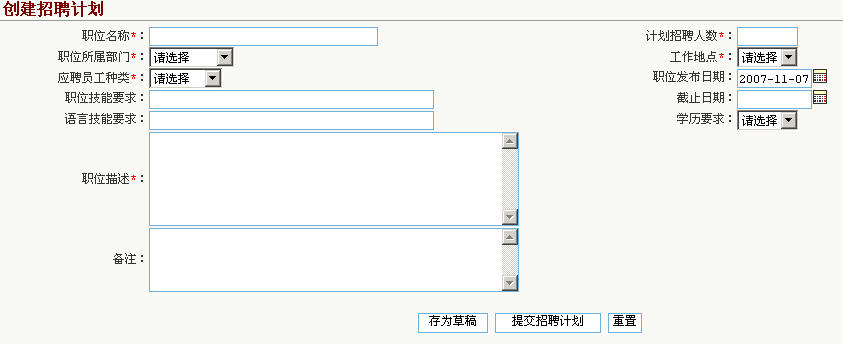 创建招聘计划
职位名称*： 计划招聘人数*：
职位所属部门*： 请选择 工作地点*： 请选择
应聘员工种类*： 请选择 职位发布日期： 2007-11-07
职位技能要求： 截止日期：
语言技能要求： 学历要求： 请选择
职位描述*：
备注：
存为草稿 提交招聘计划 重置